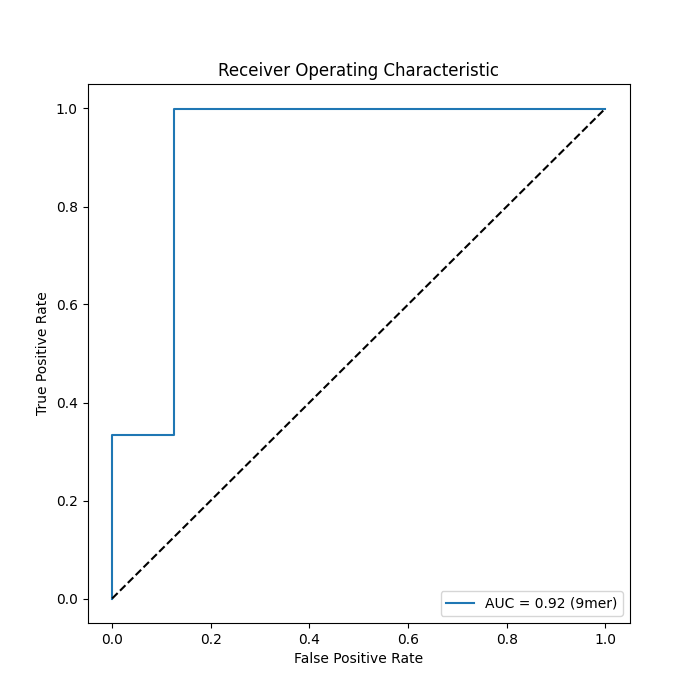 Receiver Operating Characteristic
1.0
0.8
0.6
0.4
0.2
0.0
True Positive Rate
AUC = 0.92 (9mer)
0.0 0.2 0.4 0.6 0.8 1.0
False Positive Rate